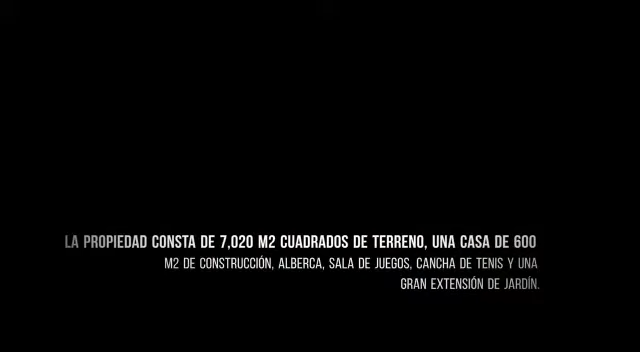 LA PROPIEDAD CONSTA DE 7,020 M2 CUADRADOS DE TERRENO, UNA CASA DE 600
M2 DE CONSTRUCCIÓN, ALBERCA, SALA DE JUEGOS, CANCHA DE TENIS Y UNA
GRAN EXTENSIÓN DE JARDÍN.